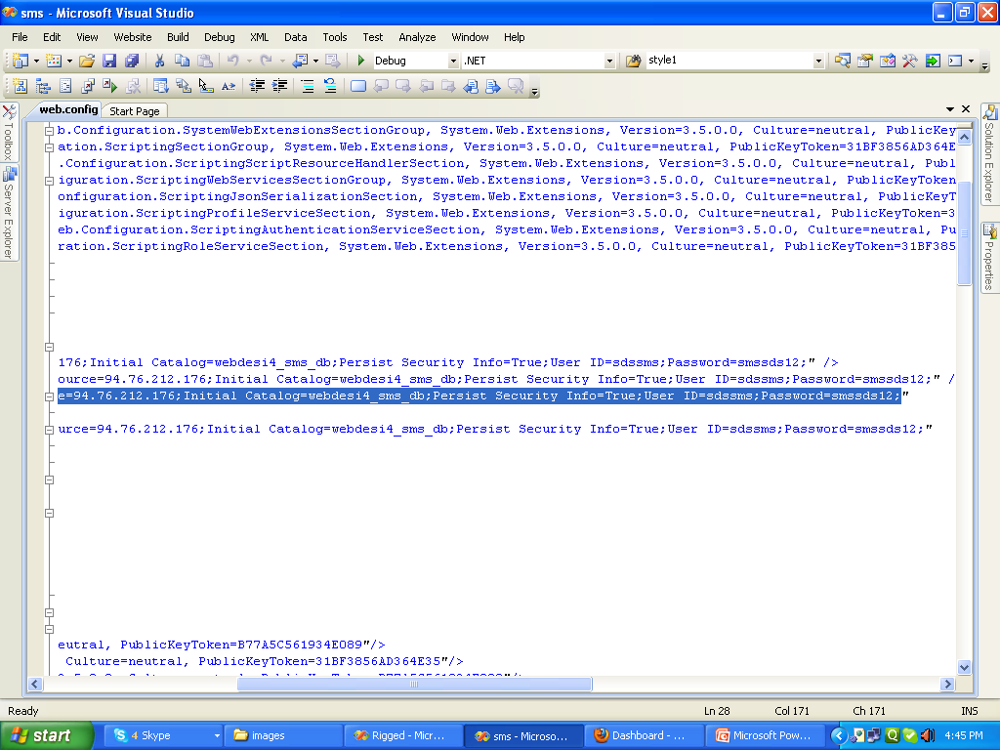 sms - Microsoft Visual Studio
File Edit View Website Build Debug XML Data Tools Test Analyze Window Help
Debug .NET style1
web.config Start Page
Toolbox
Server Explorer
Solution Explorer
Properties
b.Configuration.SystemWebExtensionsSectionGroup, System.Web.Extensions, Version=3.5.0.0, Culture=neutral, PublicKey
ation.ScriptingSectionGroup, System.Web.Extensions, Version=3.5.0.0, Culture=neutral, PublicKeyToken=31BF3856AD364E
.Configuration.ScriptingScriptResourceHandlerSection, System.Web.Extensions, Version=3.5.0.0, Culture=neutral, Publ
iguration.ScriptingWebServicesSectionGroup, System.Web.Extensions, Version=3.5.0.0, Culture=neutral, PublicKeyToken
onfiguration.ScriptingJsonSerializationSection, System.Web.Extensions, Version=3.5.0.0, Culture=neutral, PublicKeyT
iguration.ScriptingProfileServiceSection, System.Web.Extensions, Version=3.5.0.0, Culture=neutral, PublicKeyToken=3
eb.Configuration.ScriptingAuthenticationServiceSection, System.Web.Extensions, Version=3.5.0.0, Culture=neutral, Pu
ration.ScriptingRoleServiceSection, System.Web.Extensions, Version=3.5.0.0, Culture=neutral, PublicKeyToken=31BF385
176;Initial Catalog=webdesi4_sms_db;Persist Security Info=True;User ID=sdssms;Password=smssds12;" />
ource=94.76.212.176;Initial Catalog=webdesi4_sms_db;Persist Security Info=True;User ID=sdssms;Password=smssds12;" /
e=94.76.212.176;Initial Catalog=webdesi4_sms_db;Persist Security Info=True;User ID=sdssms;Password=smssds12;"
urce=94.76.212.176;Initial Catalog=webdesi4_sms_db;Persist Security Info=True;User ID=sdssms;Password=smssds12;"
eutral, PublicKeyToken=B77A5C561934E089"/>
Culture=neutral, PublicKeyToken=31BF3856AD364E35"/>
Ready Ln 28 Col 171 Ch 171 INS
start 4 Skype images Rigged - Micr... sms - Microso... Dashboard - ... Microsoft Pow... 4:45 PM